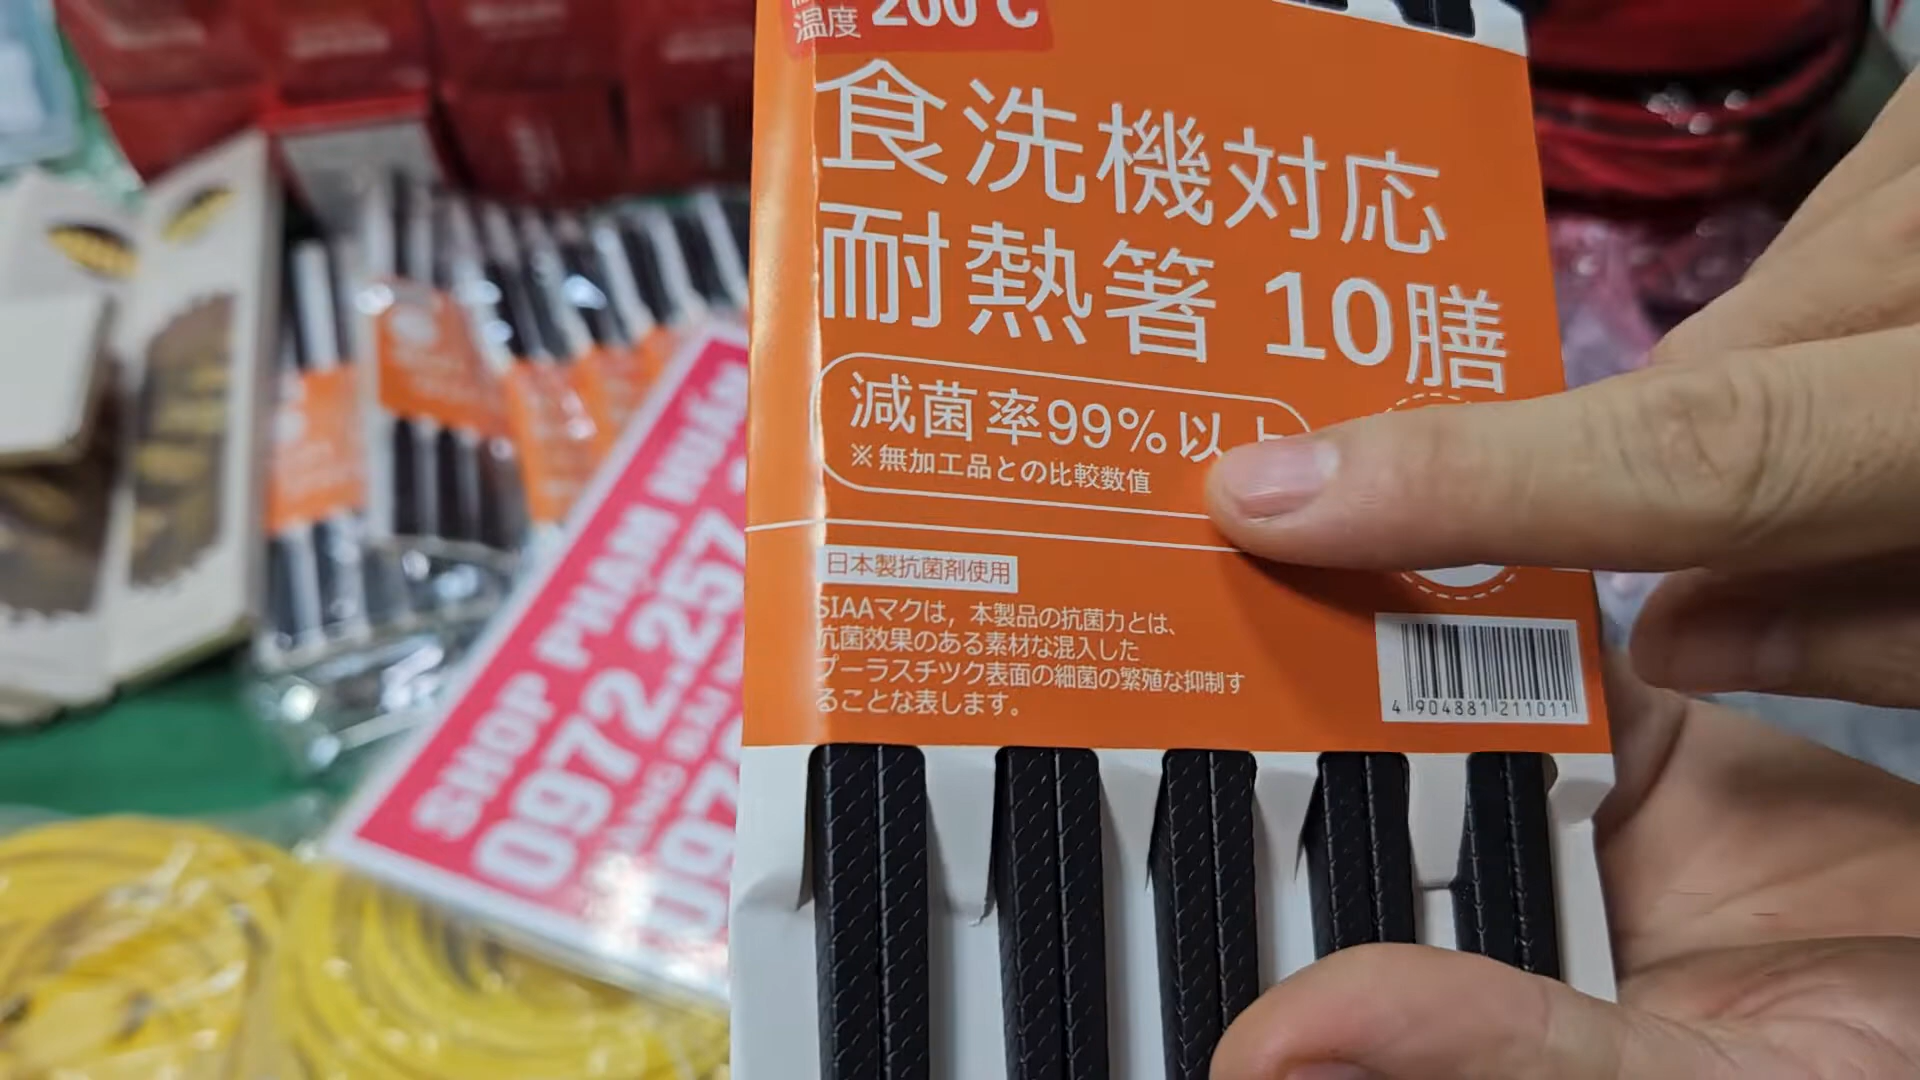 温度 200℃
食洗機対応
耐熱箸 10膳
減菌率99%以上
※無加工品との比較数值
日本製抗菌剤使用
SIAAマクは，本製品の抗菌力とは、
抗菌效果のある素材な混入した
プーラスチツク表面の細菌の繁殖な抑制す
ることな表します。
4 904881 211011
SHOP PHẠM HUẤN
0972.257